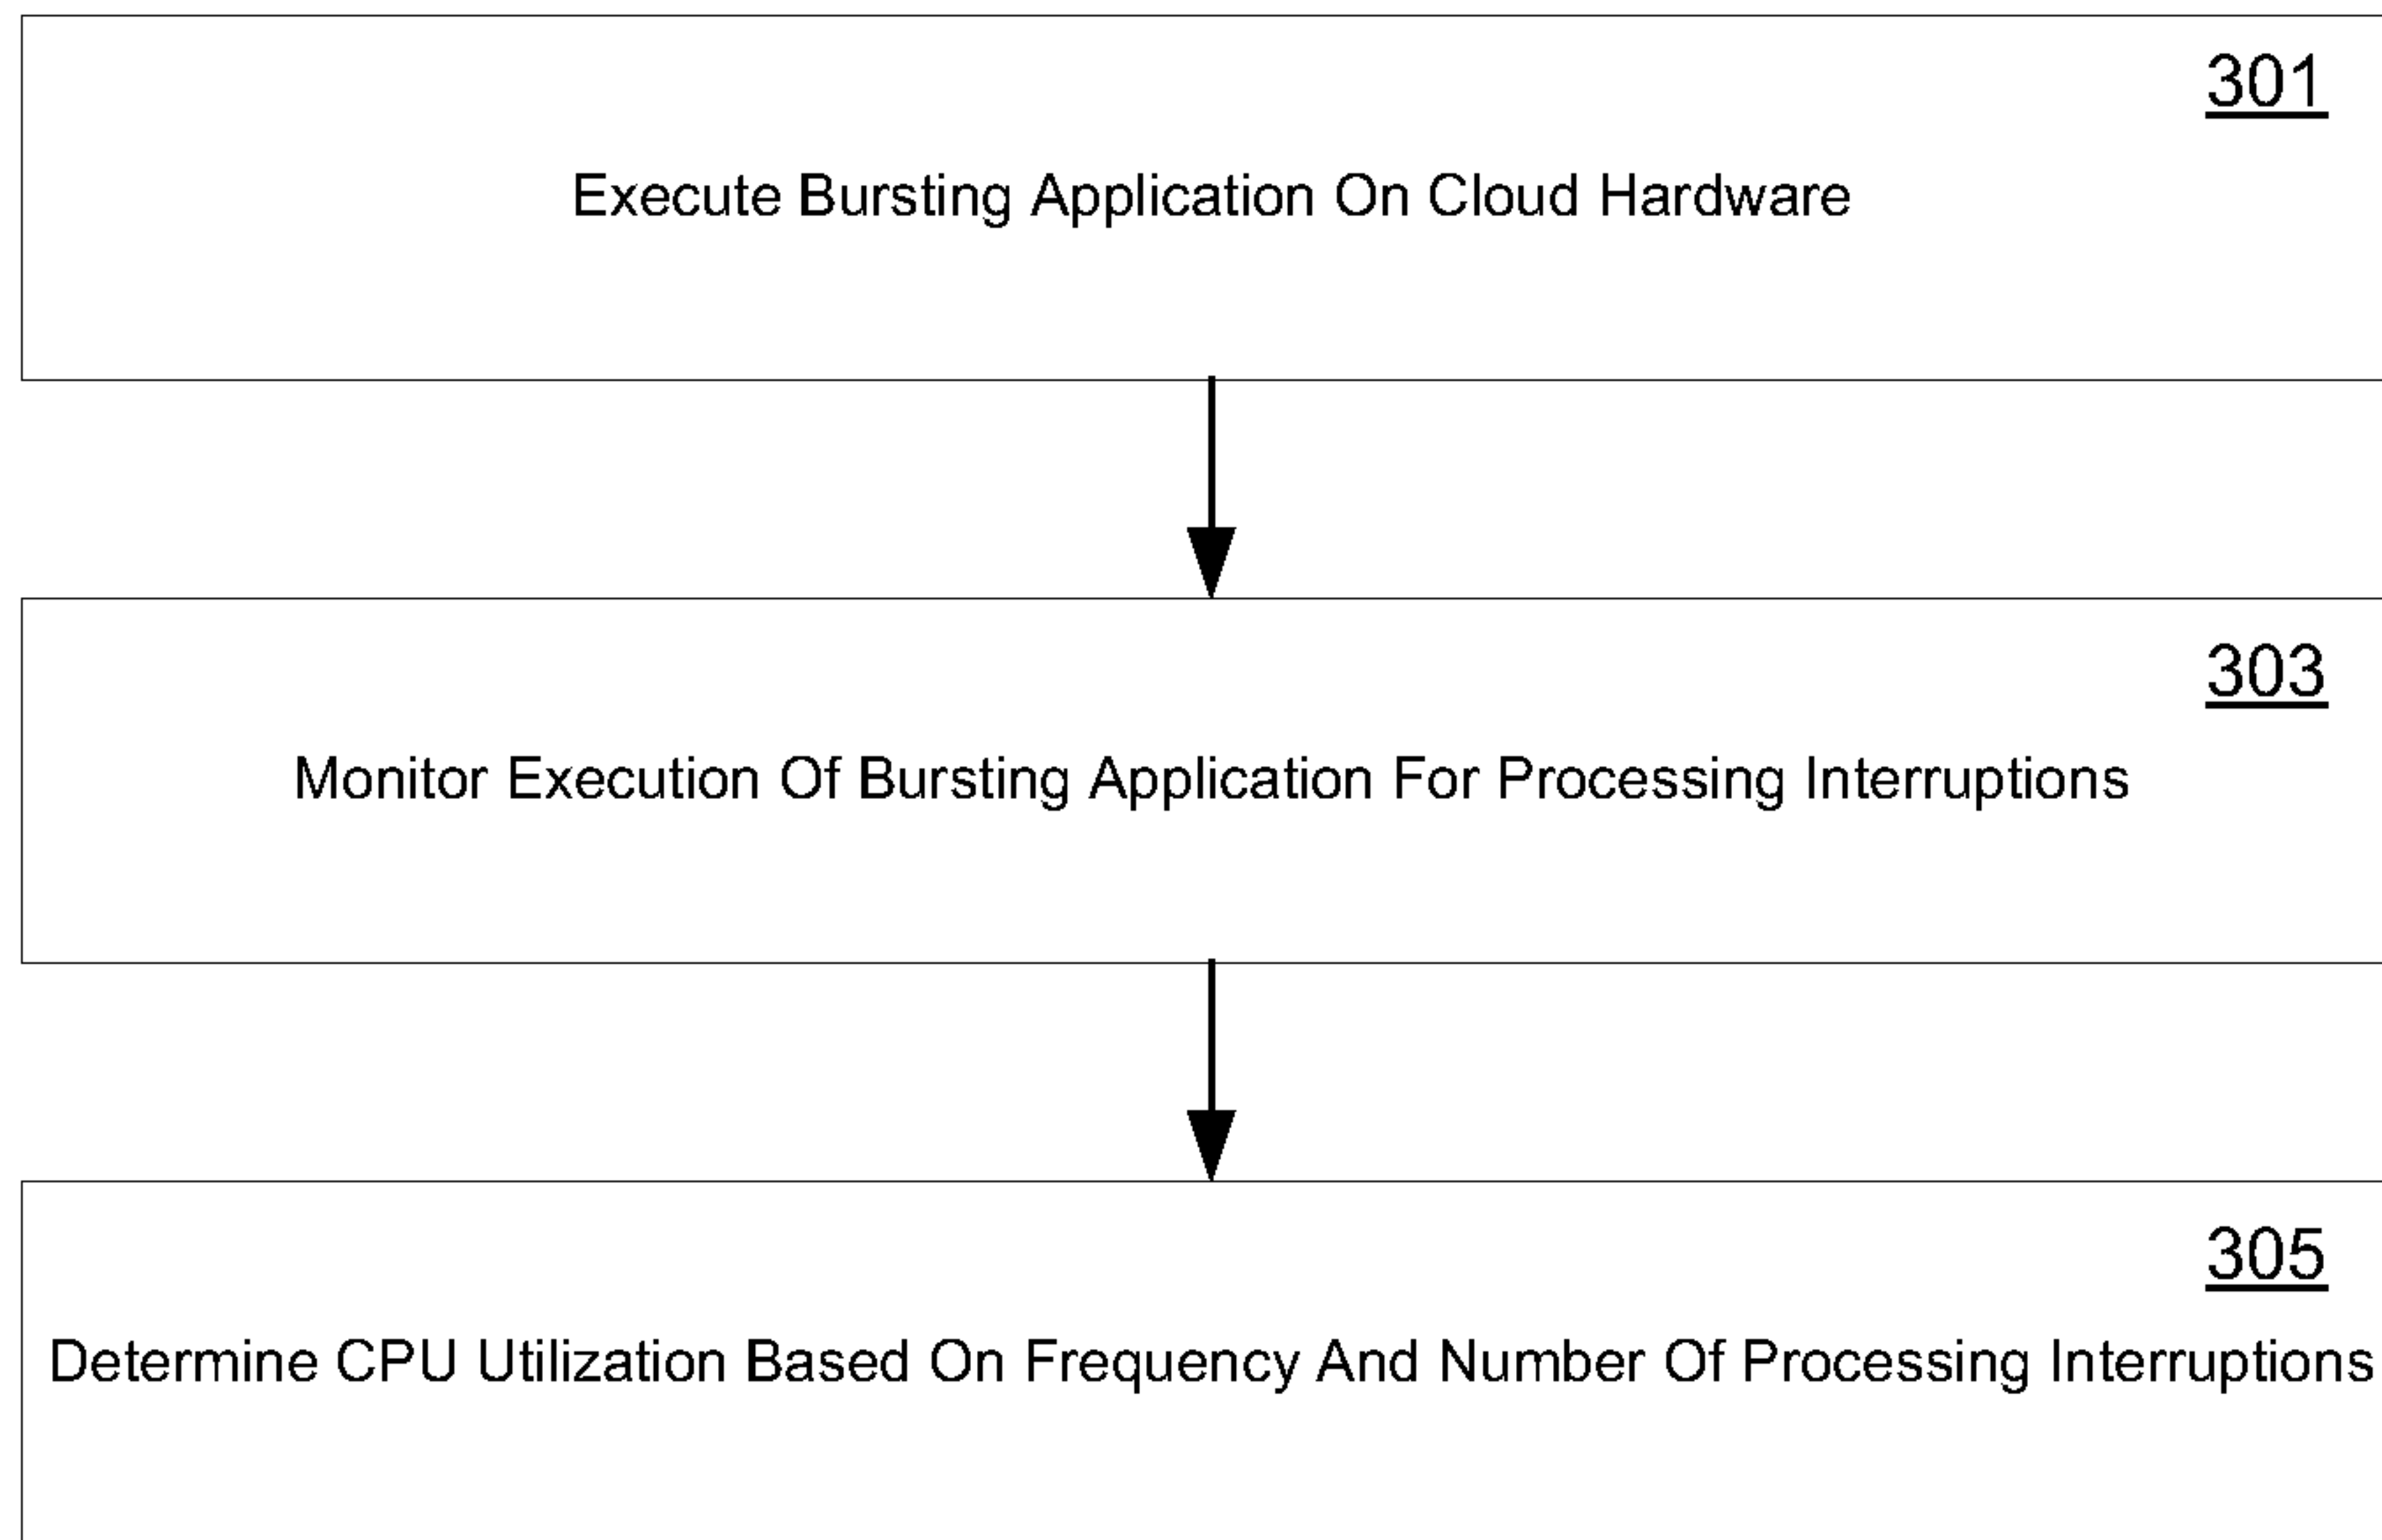 301
Execute Bursting Application On Cloud Hardware
303
Monitor Execution Of Bursting Application For Processing Interruptions
305
Determine CPU Utilization Based On Frequency And Number Of Processing Interruptions